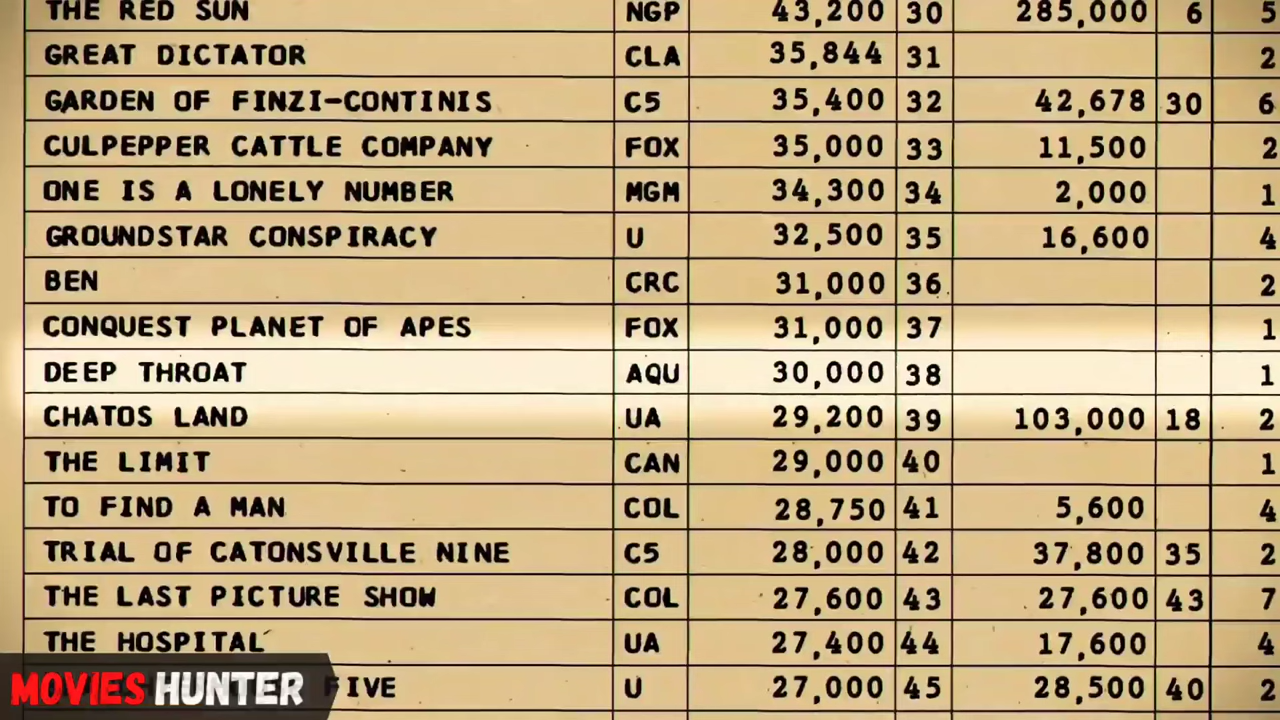 THE RED SUN NGP 43,200 30 285,000 6 5
GREAT DICTATOR CLA 35,844 31 2
GARDEN OF FINZI-CONTINIS C5 35,400 32 42,678 30 6
CULPEPPER CATTLE COMPANY FOX 35,000 33 11,500 2
ONE IS A LONELY NUMBER MGM 34,300 34 2,000 1
GROUNDSTAR CONSPIRACY U 32,500 35 16,600 4
BEN CRC 31,000 36 2
CONQUEST PLANET OF APES FOX 31,000 37 1
DEEP THROAT AQU 30,000 38 1
CHATOS LAND UA 29,200 39 103,000 18 2
THE LIMIT CAN 29,000 40 1
TO FIND A MAN COL 28,750 41 5,600 4
TRIAL OF CATONSVILLE NINE C5 28,000 42 37,800 35 2
THE LAST PICTURE SHOW COL 27,600 43 27,600 43 7
THE HOSPITAL UA 27,400 44 17,600 4
FIVE U 27,000 45 28,500 40 2
MOVIES HUNTER